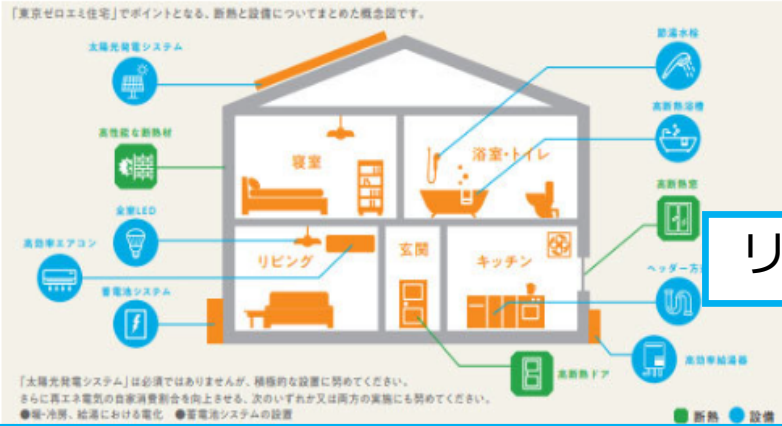 「東京ゼロエミ住宅」でポイントとなる、断熱と設備についてまとめた概念図です。
太陽光発電システム
節湯水栓
高断熱浴槽
高性能な断熱材
寝室
浴室・トイレ
高断熱窓
全室LED
高効率エアコン
リビング
玄関
キッチン
リ
ヘッダー方
蓄電池システム
高効率給湯器
高断熱ドア
「太陽光発電システム」は必須ではありませんが、積極的な設置に努めてください。
さらに再エネ電気の自家消費割合を向上させる、次のいずれか又は両方の実施にも努めてください。
●暖・冷房、給湯における電化 ●蓄電池システムの設置
断熱 設備